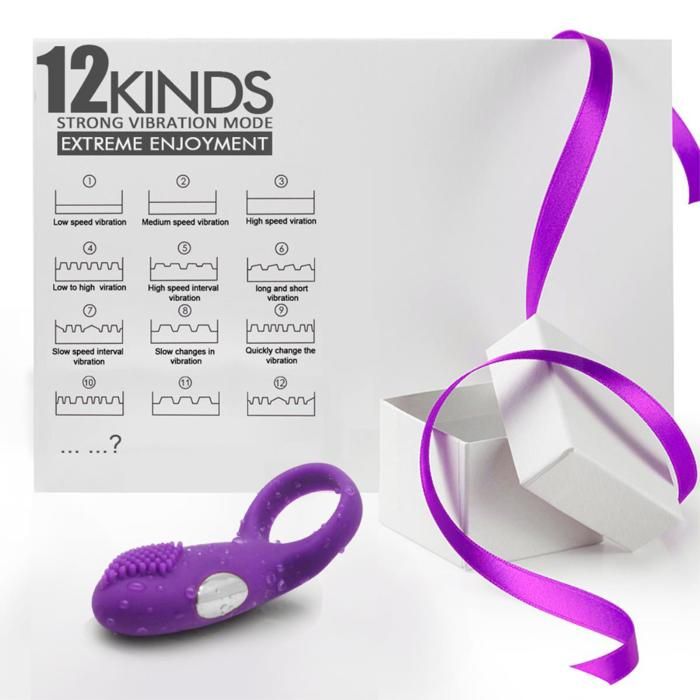 12KINDS
STRONG VIBRATION MODE
EXTREME ENJOYMENT
1 2 3
Low speed vibration Medium speed vibration High speed viration
4 5 6
Low to high viration High speed interval vibration long and short vibration
7 8 9
Slow speed interval vibration Slow changes in vibration Quickly change the vibration
10 11 12
... ...?